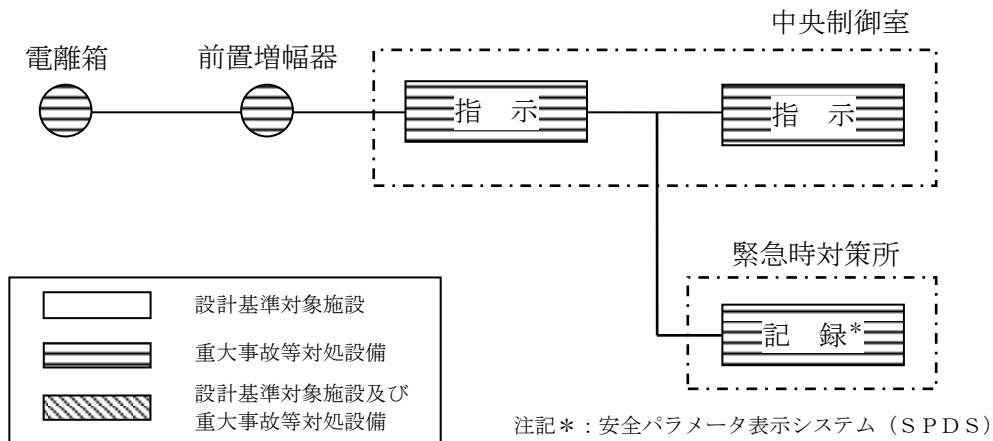 中央制御室
電離箱
前置増幅器
指 示
指 示
緊急時対策所
記 録*
設計基準対象施設
重大事故等対処設備
設計基準対象施設及び
重大事故等対処設備
注記*:安全パラメータ表示システム(SPDS)